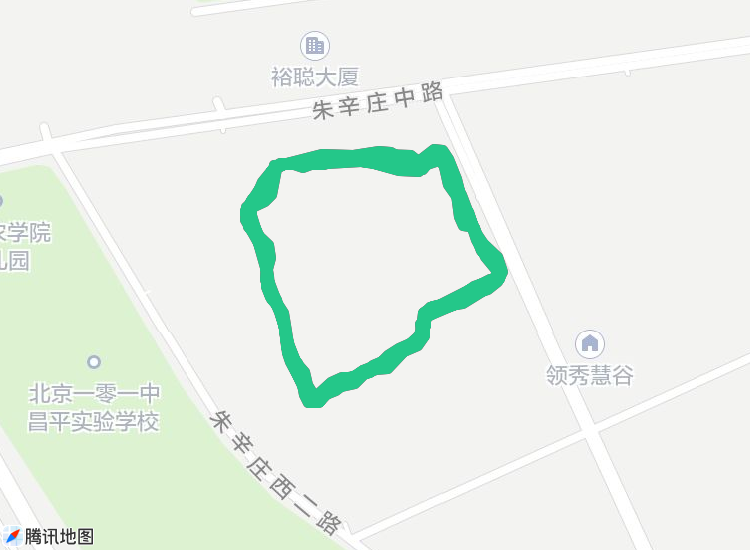 裕聪大厦
朱辛庄中路
农学院
儿园
领秀慧谷
北京一零一中
昌平实验学校
朱辛庄西二路
腾讯地图